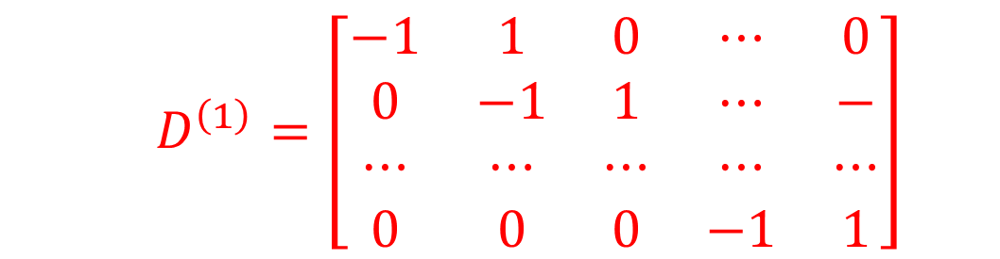 −1 1 0 ⋯ 0
0 −1 1 ⋯ −
D⁽¹⁾ =
⋯ ⋯ ⋯ ⋯ ⋯
0 0 0 −1 1